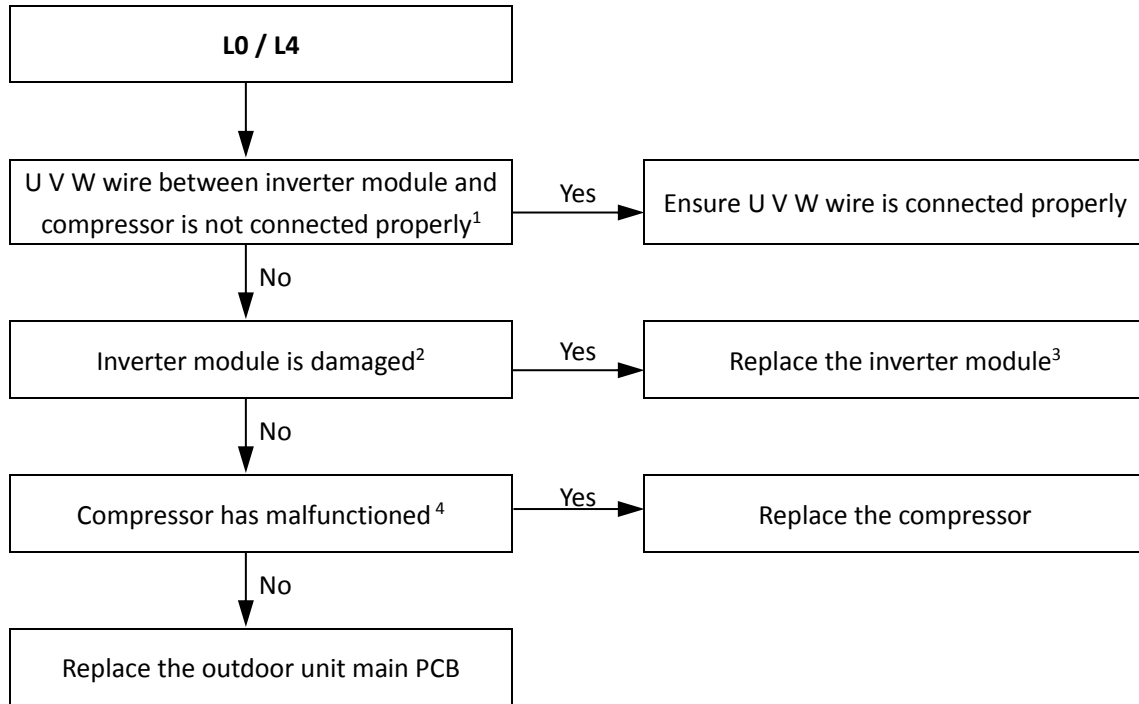 L0 / L4
U V W wire between inverter module and
compressor is not connected properly¹
Yes
Ensure U V W wire is connected properly
No
Inverter module is damaged²
Yes
Replace the inverter module³
No
Compressor has malfunctioned ⁴
Yes
Replace the compressor
No
Replace the outdoor unit main PCB